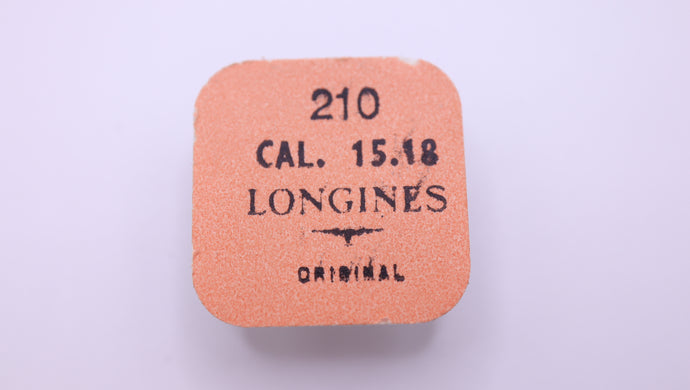 210
CAL. 15.18
LONGINES
ORIGINAL